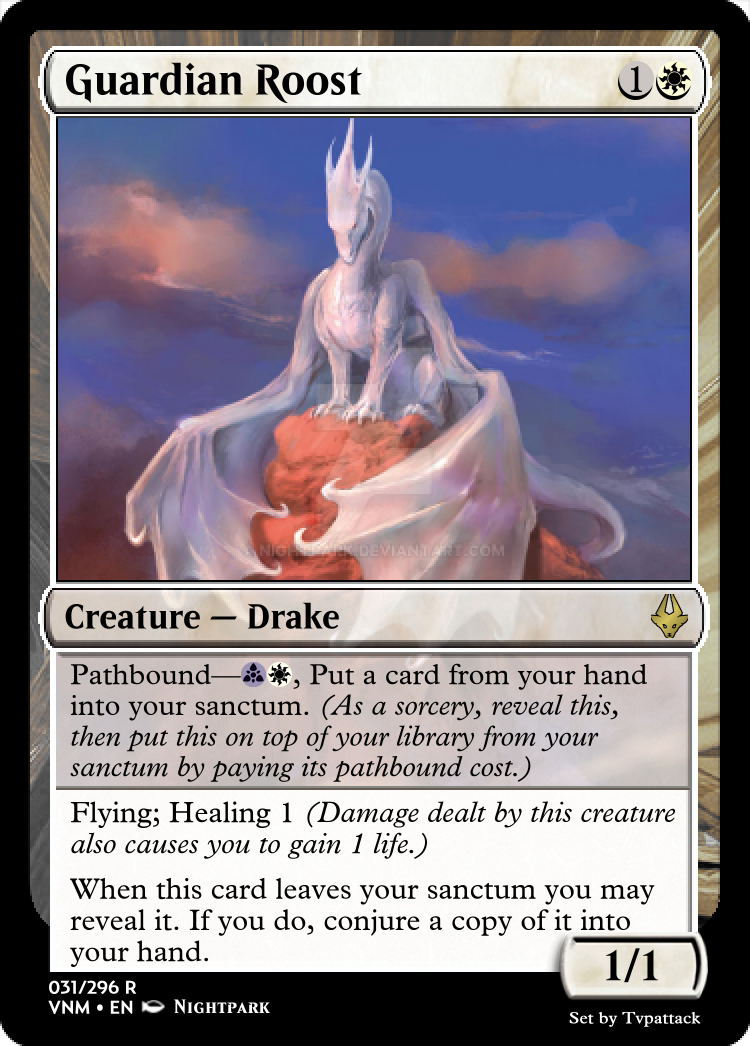 Guardian Roost 1
NIGHTPARK.DEVIANTART.COM
Creature — Drake
Pathbound—, Put a card from your hand
into your sanctum. (As a sorcery, reveal this,
then put this on top of your library from your
sanctum by paying its pathbound cost.)
Flying; Healing 1 (Damage dealt by this creature
also causes you to gain 1 life.)
When this card leaves your sanctum you may
reveal it. If you do, conjure a copy of it into
your hand.
1/1
031/296 R
VNM • EN Nightpark
Set by Tvpattack